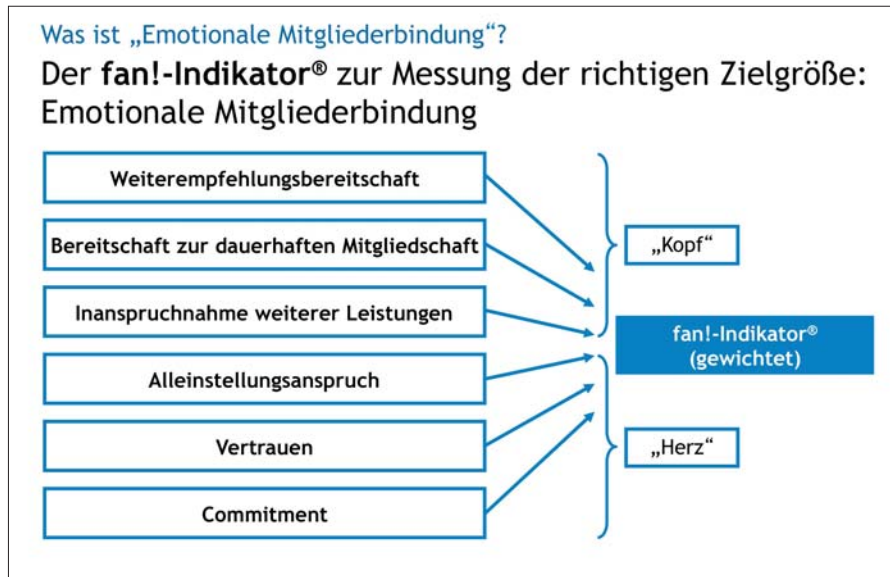 Was ist „Emotionale Mitgliederbindung“?
Der fan!-Indikator® zur Messung der richtigen Zielgröße:
Emotionale Mitgliederbindung
Weiterempfehlungsbereitschaft
Bereitschaft zur dauerhaften Mitgliedschaft
Inanspruchnahme weiterer Leistungen
Alleinstellungsanspruch
Vertrauen
Commitment
„Kopf“
fan!-Indikator®
(gewichtet)
„Herz“